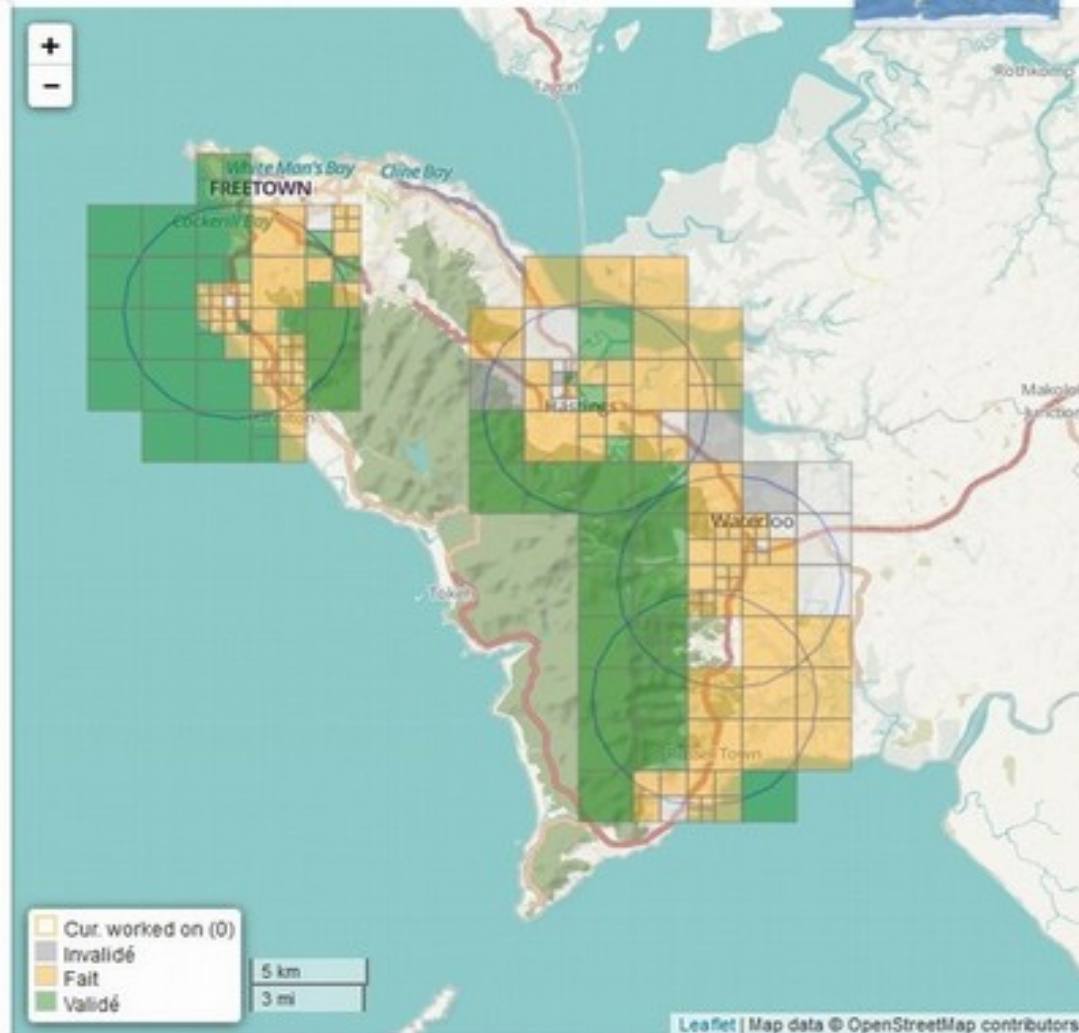 +
−
Rothkomp
Tagrin
White Man's Bay
Cline Bay
FREETOWN
Cockerill Bay
Makolo
Junction
Hastings
Waterloo
Tokeh
Cur. worked on (0)
Invalidé
Fait
Validé
5 km
3 mi
Leaflet | Map data © OpenStreetMap contributors